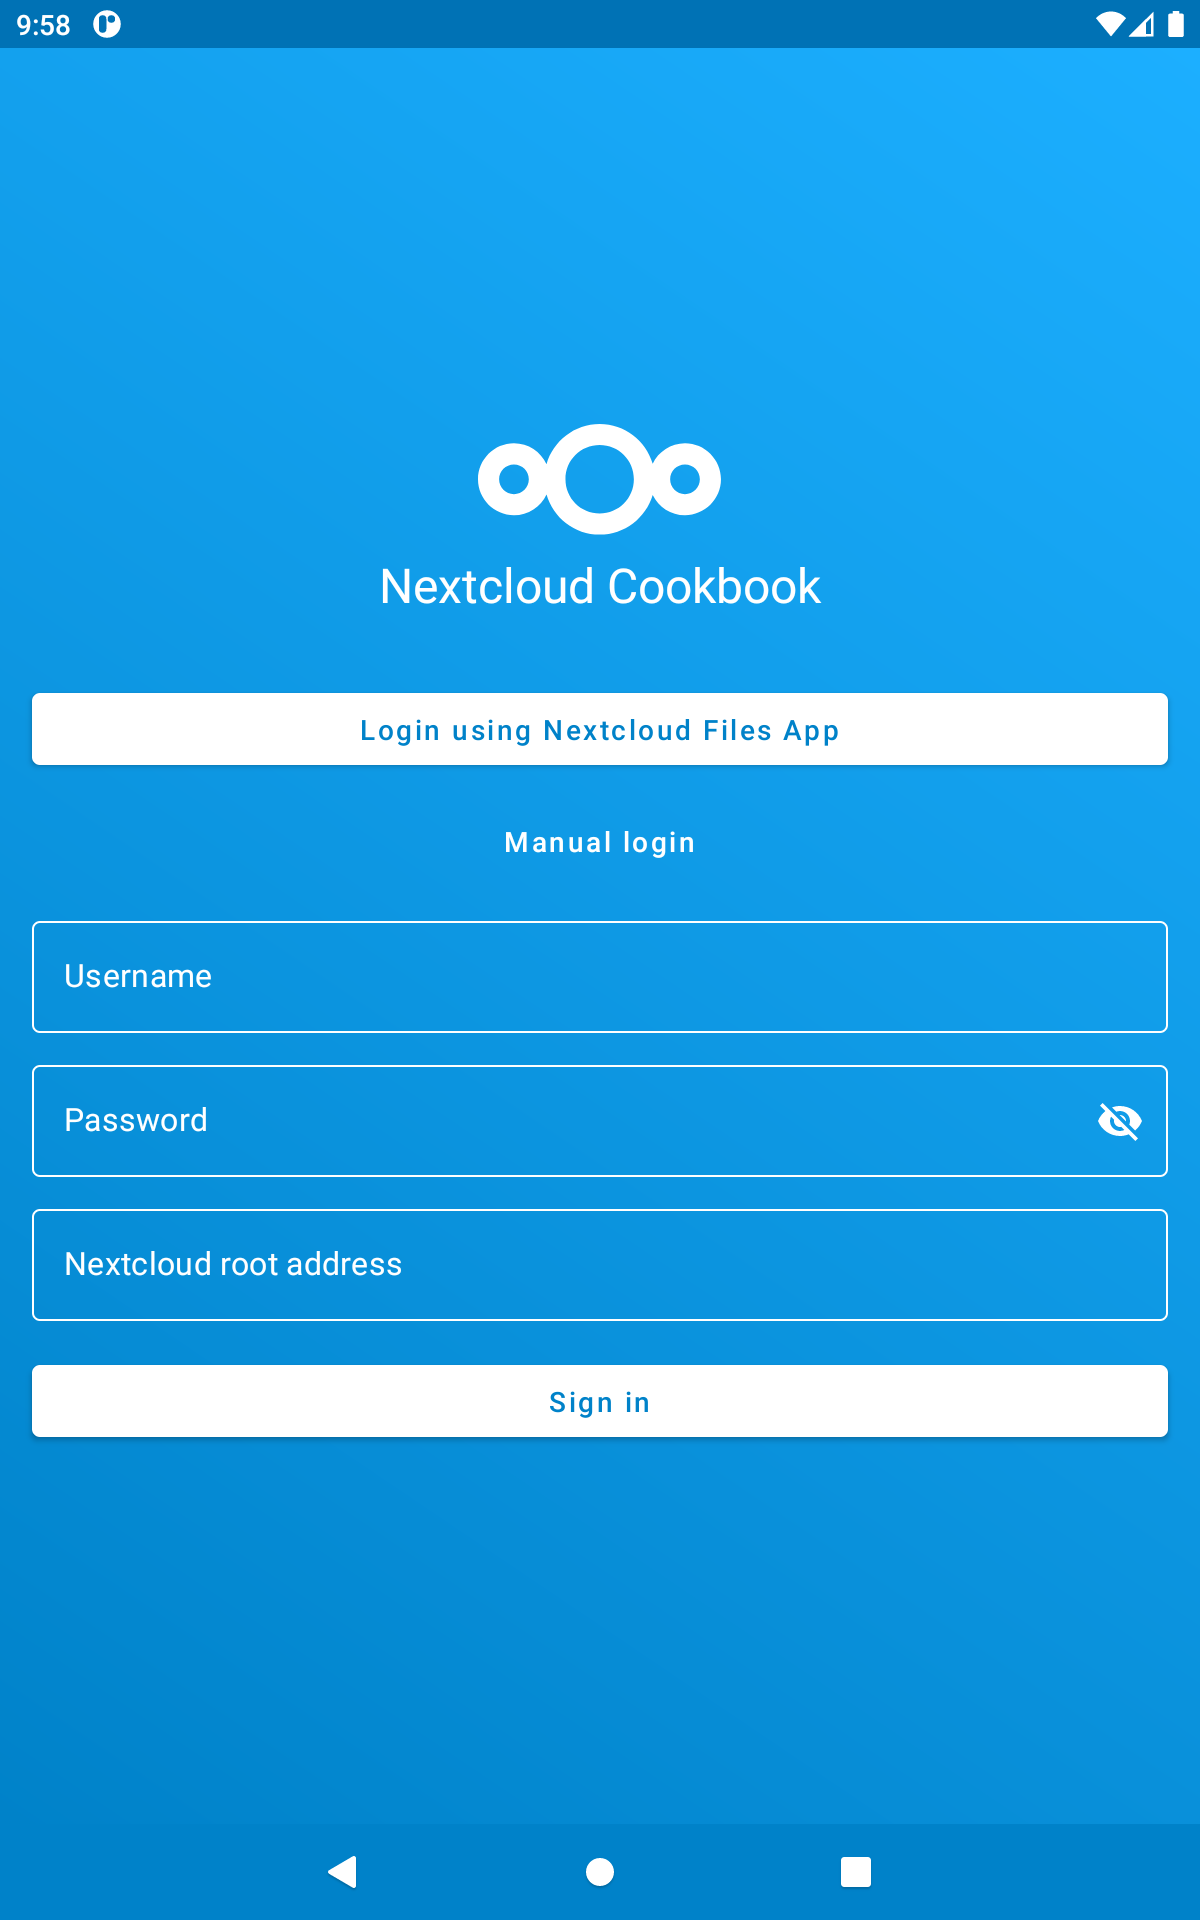 9:58
Nextcloud Cookbook
Login using Nextcloud Files App
Manual login
Username
Password
Nextcloud root address
Sign in